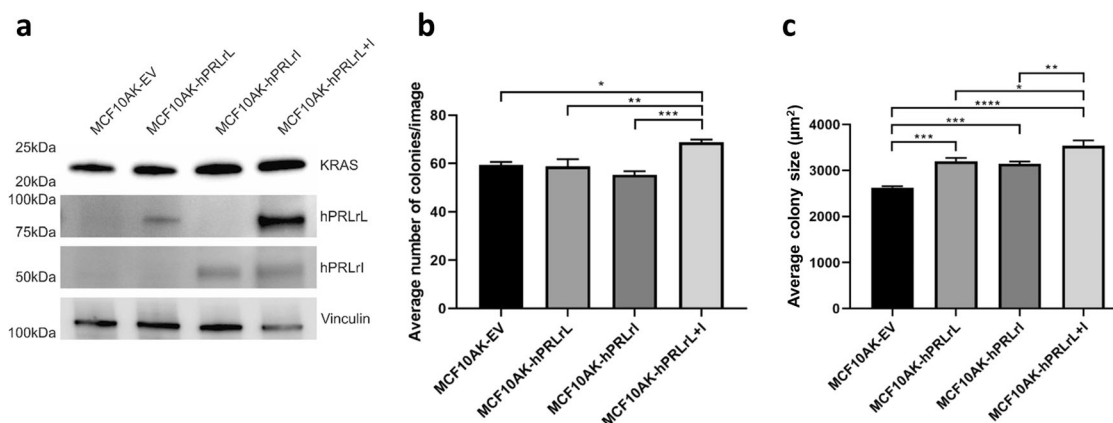 a
MCF10AK-EV
MCF10AK-hPRLrL
MCF10AK-hPRLrI
MCF10AK-hPRLrL+I
25kDa
20kDa
KRAS
100kDa
75kDa
hPRLrL
50kDa
hPRLrI
100kDa
Vinculin
b
Average number of colonies/image
80
60
40
20
0
*
**
***
MCF10AK-EV
MCF10AK-hPRLrL
MCF10AK-hPRLrI
MCF10AK-hPRLrL+I
c
Average colony size (µm²)
4000
3000
2000
1000
0
**
*
****
***
***
MCF10AK-EV
MCF10AK-hPRLrL
MCF10AK-hPRLrI
MCF10AK-hPRLrL+I